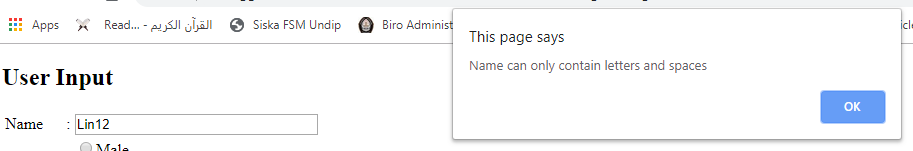 Apps Read... - القرآن الكريم Siska FSM Undip Biro Administ
This page says
Name can only contain letters and spaces
OK
User Input
Name : Lin12
Male